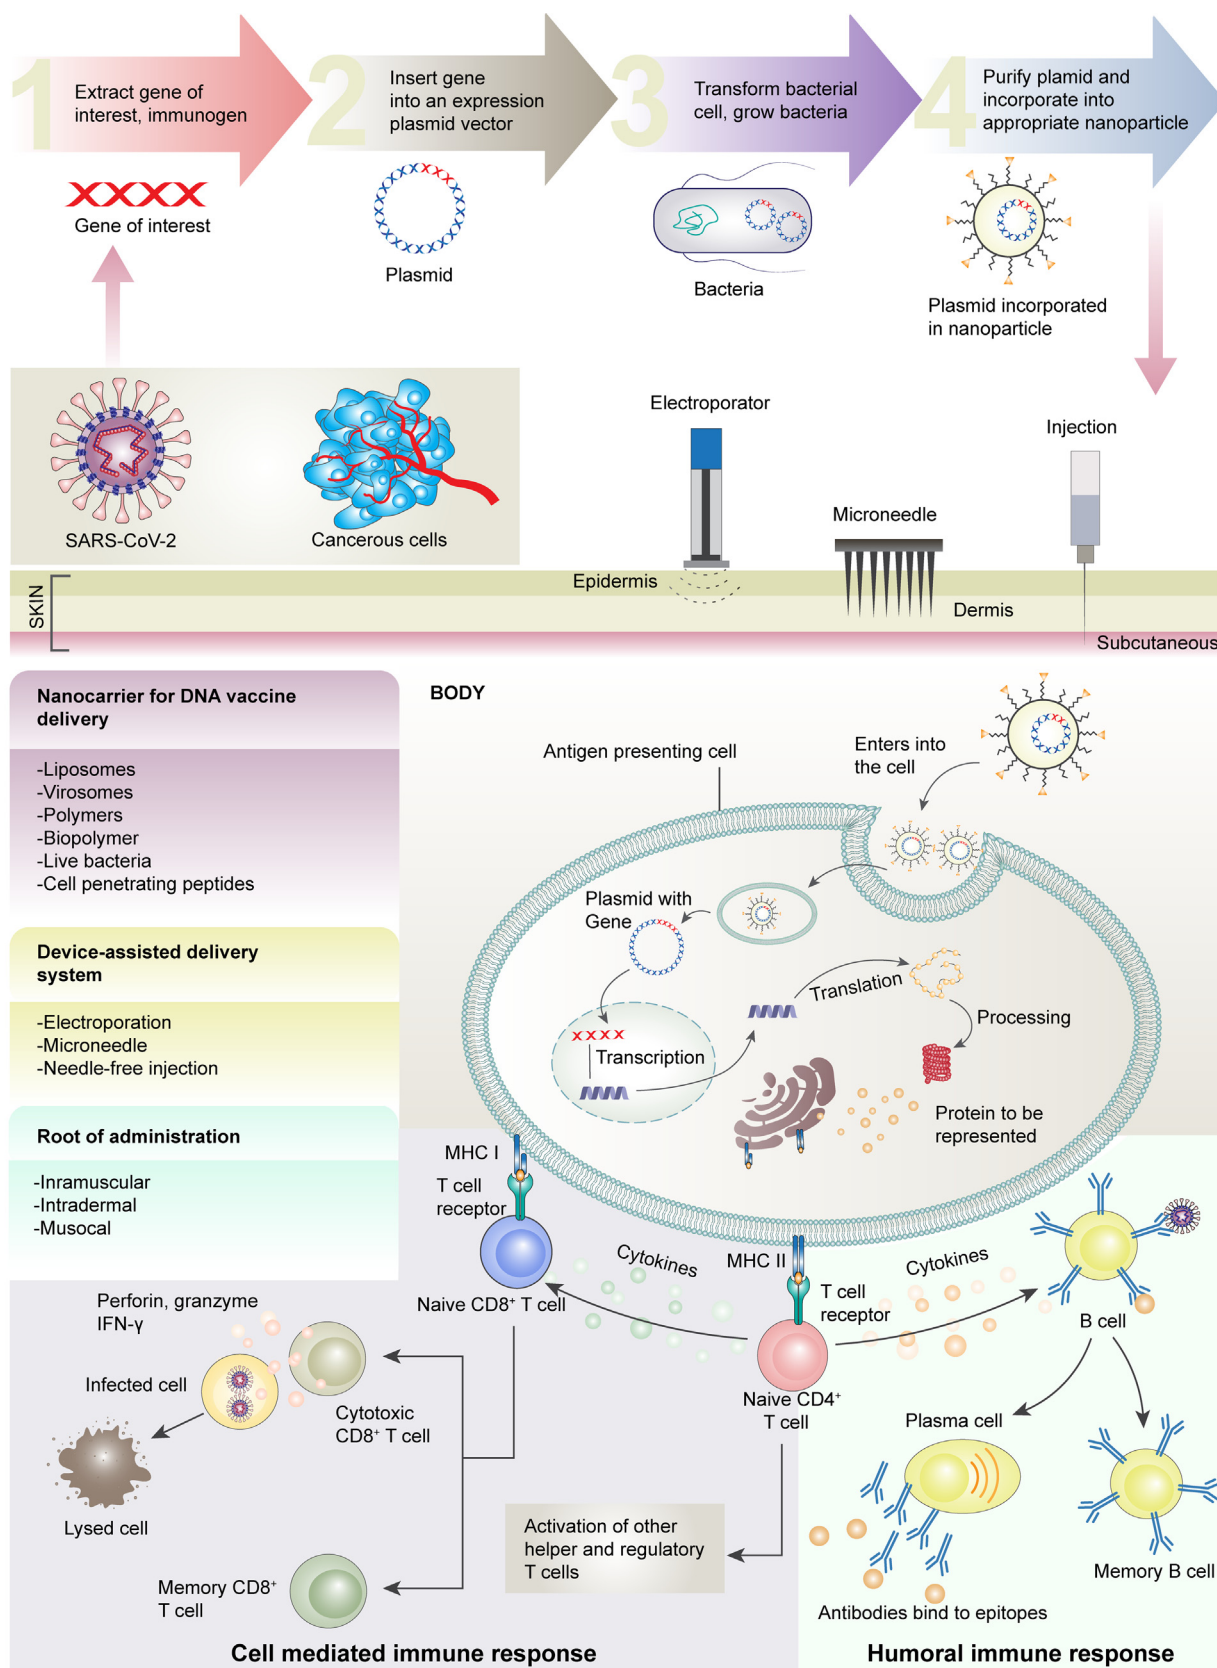 1
Extract gene of
interest, immunogen
2
Insert gene
into an expression
plasmid vector
3
Transform bacterial
cell, grow bacteria
4
Purify plamid and
incorporate into
appropriate nanoparticle
Gene of interest
Plasmid
Bacteria
Plasmid incorporated
in nanoparticle
SARS-CoV-2
Cancerous cells
Electroporator
Microneedle
Injection
SKIN
Epidermis
Dermis
Subcutaneous
Nanocarrier for DNA vaccine
delivery
-Liposomes
-Virosomes
-Polymers
-Biopolymer
-Live bacteria
-Cell penetrating peptides
Device-assisted delivery
system
-Electroporation
-Microneedle
-Needle-free injection
Root of administration
-Inramuscular
-Intradermal
-Musocal
BODY
Antigen presenting cell
Enters into
the cell
Plasmid with
Gene
Transcription
Translation
Processing
Protein to be
represented
MHC I
T cell
receptor
Naive CD8⁺ T cell
Cytokines
MHC II
T cell
receptor
Naive CD4⁺
T cell
Cytokines
B cell
Perforin, granzyme
IFN-γ
Infected cell
Cytotoxic
CD8⁺ T cell
Lysed cell
Memory CD8⁺
T cell
Activation of other
helper and regulatory
T cells
Plasma cell
Memory B cell
Antibodies bind to epitopes
Cell mediated immune response
Humoral immune response